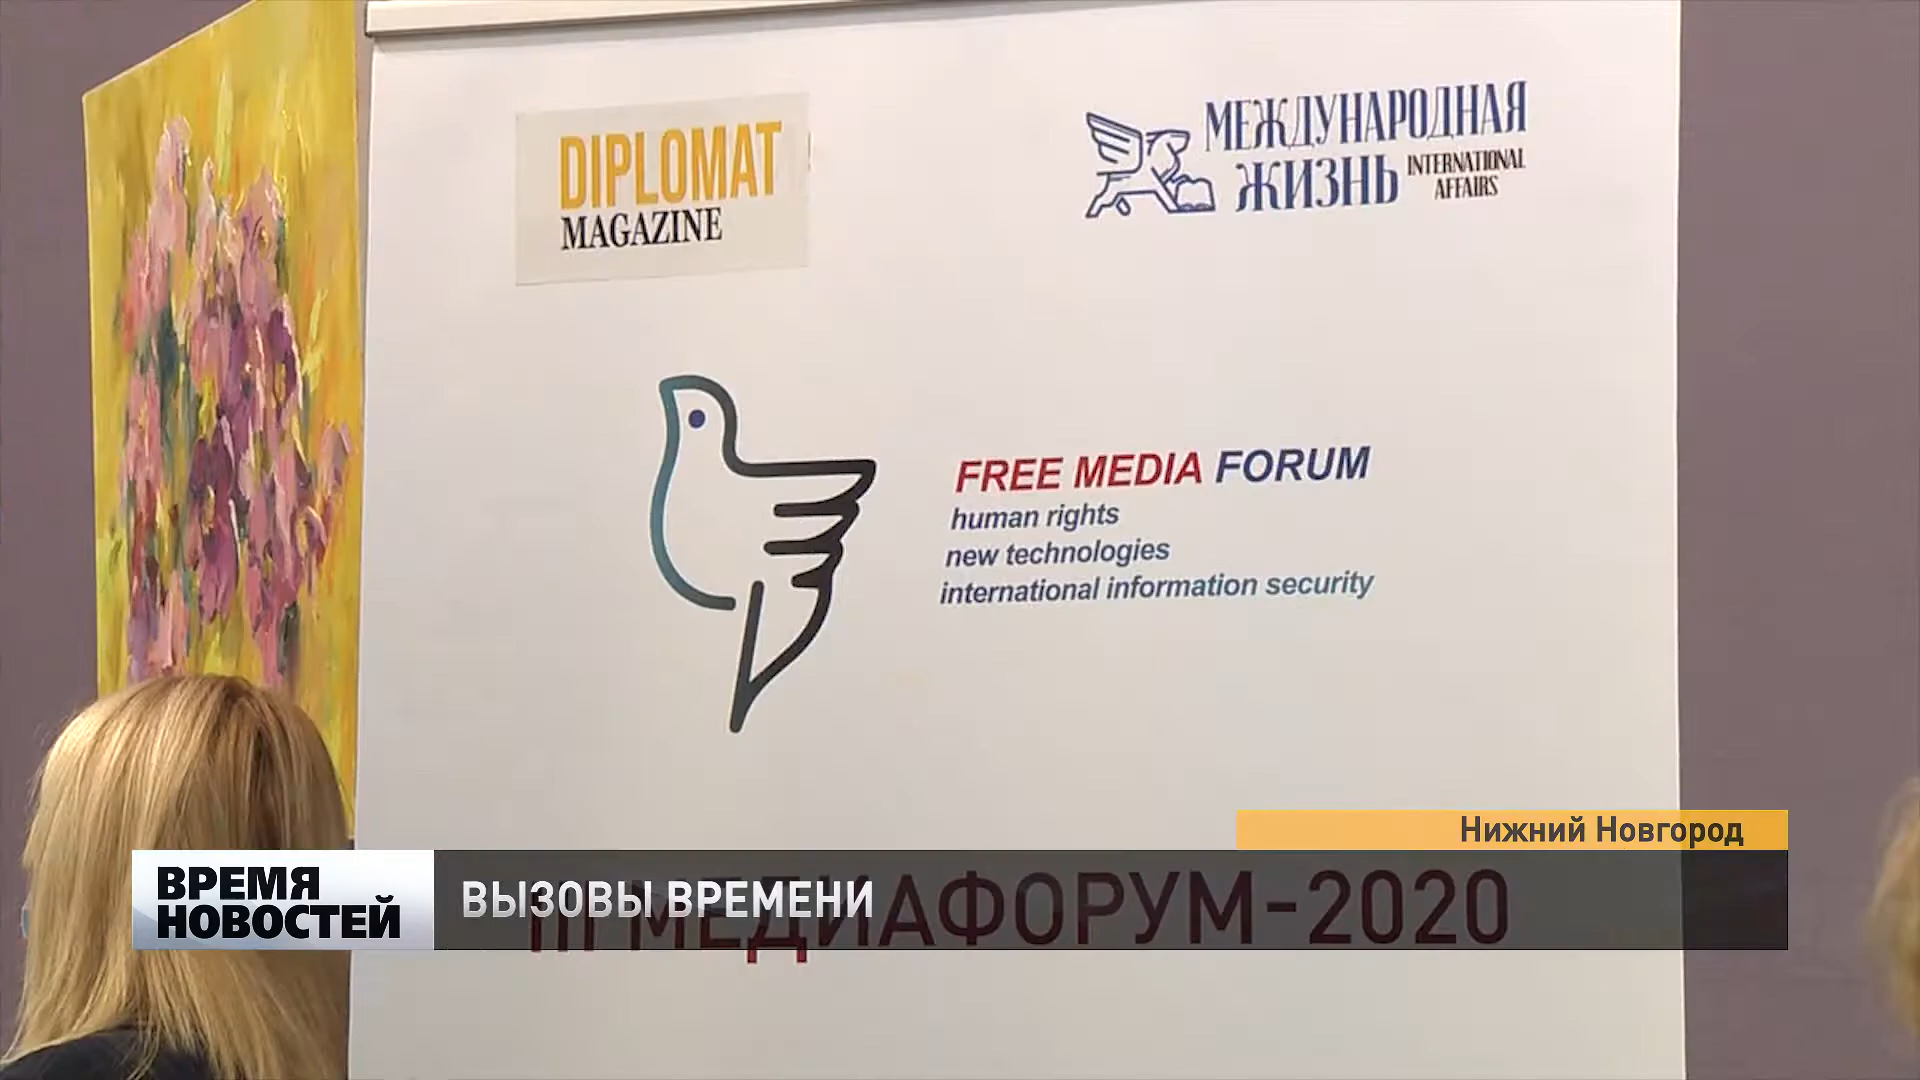 DIPLOMAT
MAGAZINE
МЕЖДУНАРОДНАЯ
ЖИЗНЬ INTERNATIONAL
AFFAIRS
FREE MEDIA FORUM
human rights
new technologies
international information security
Нижний Новгород
ВРЕМЯ
НОВОСТЕЙ
ВЫЗОВЫ ВРЕМЕНИ
III МЕДИАФОРУМ-2020